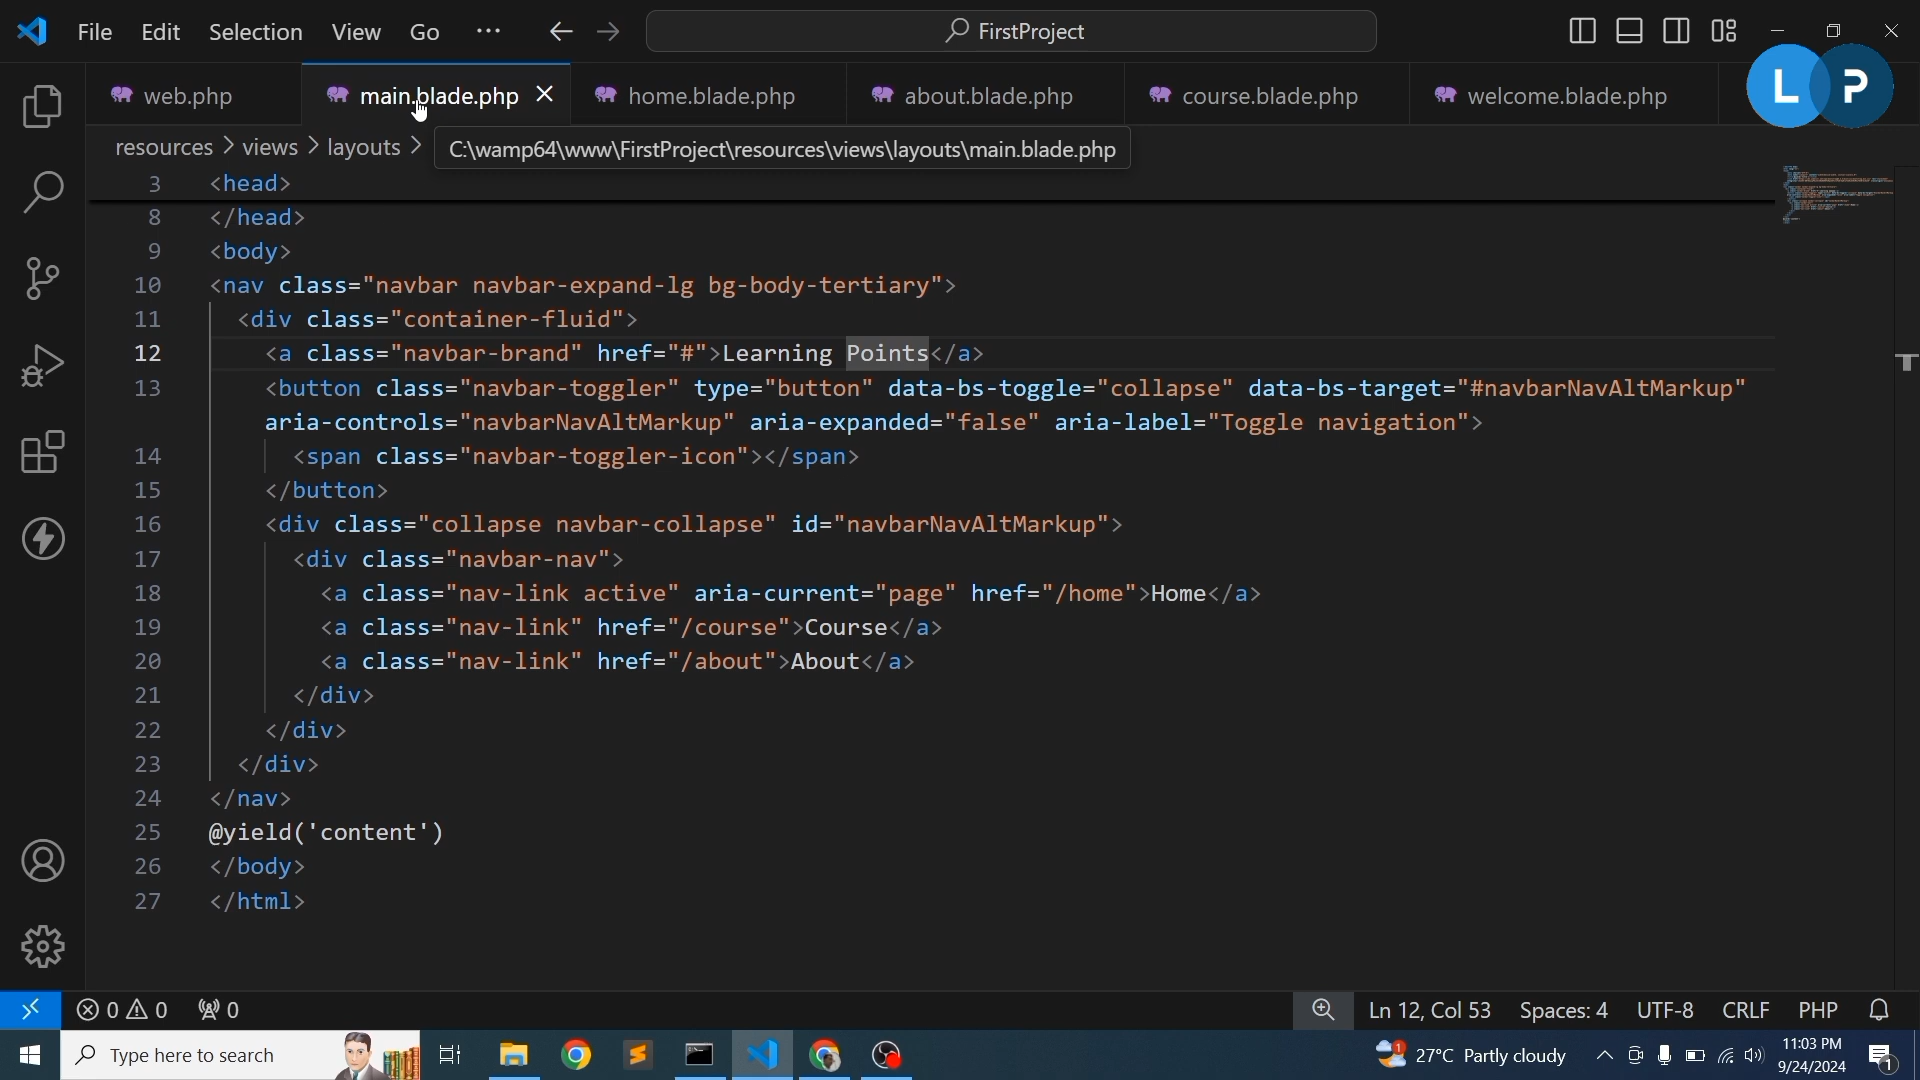 File Edit Selection View Go ··· FirstProject
web.php main.blade.php home.blade.php about.blade.php course.blade.php welcome.blade.php L P
resources > views > layouts > C:\wamp64\www\FirstProject\resources\views\layouts\main.blade.php
3 <head>
8 </head>
9 <body>
10 <nav class="navbar navbar-expand-lg bg-body-tertiary">
11 <div class="container-fluid">
12 <a class="navbar-brand" href="#">Learning Points</a>
13 <button class="navbar-toggler" type="button" data-bs-toggle="collapse" data-bs-target="#navbarNavAltMarkup"
aria-controls="navbarNavAltMarkup" aria-expanded="false" aria-label="Toggle navigation">
14 <span class="navbar-toggler-icon"></span>
15 </button>
16 <div class="collapse navbar-collapse" id="navbarNavAltMarkup">
17 <div class="navbar-nav">
18 <a class="nav-link active" aria-current="page" href="/home">Home</a>
19 <a class="nav-link" href="/course">Course</a>
20 <a class="nav-link" href="/about">About</a>
21 </div>
22 </div>
23 </div>
24 </nav>
25 @yield('content')
26 </body>
27 </html>
0 0 0 Ln 12, Col 53 Spaces: 4 UTF-8 CRLF PHP
Type here to search 1 27°C Partly cloudy 11:03 PM
9/24/2024 1